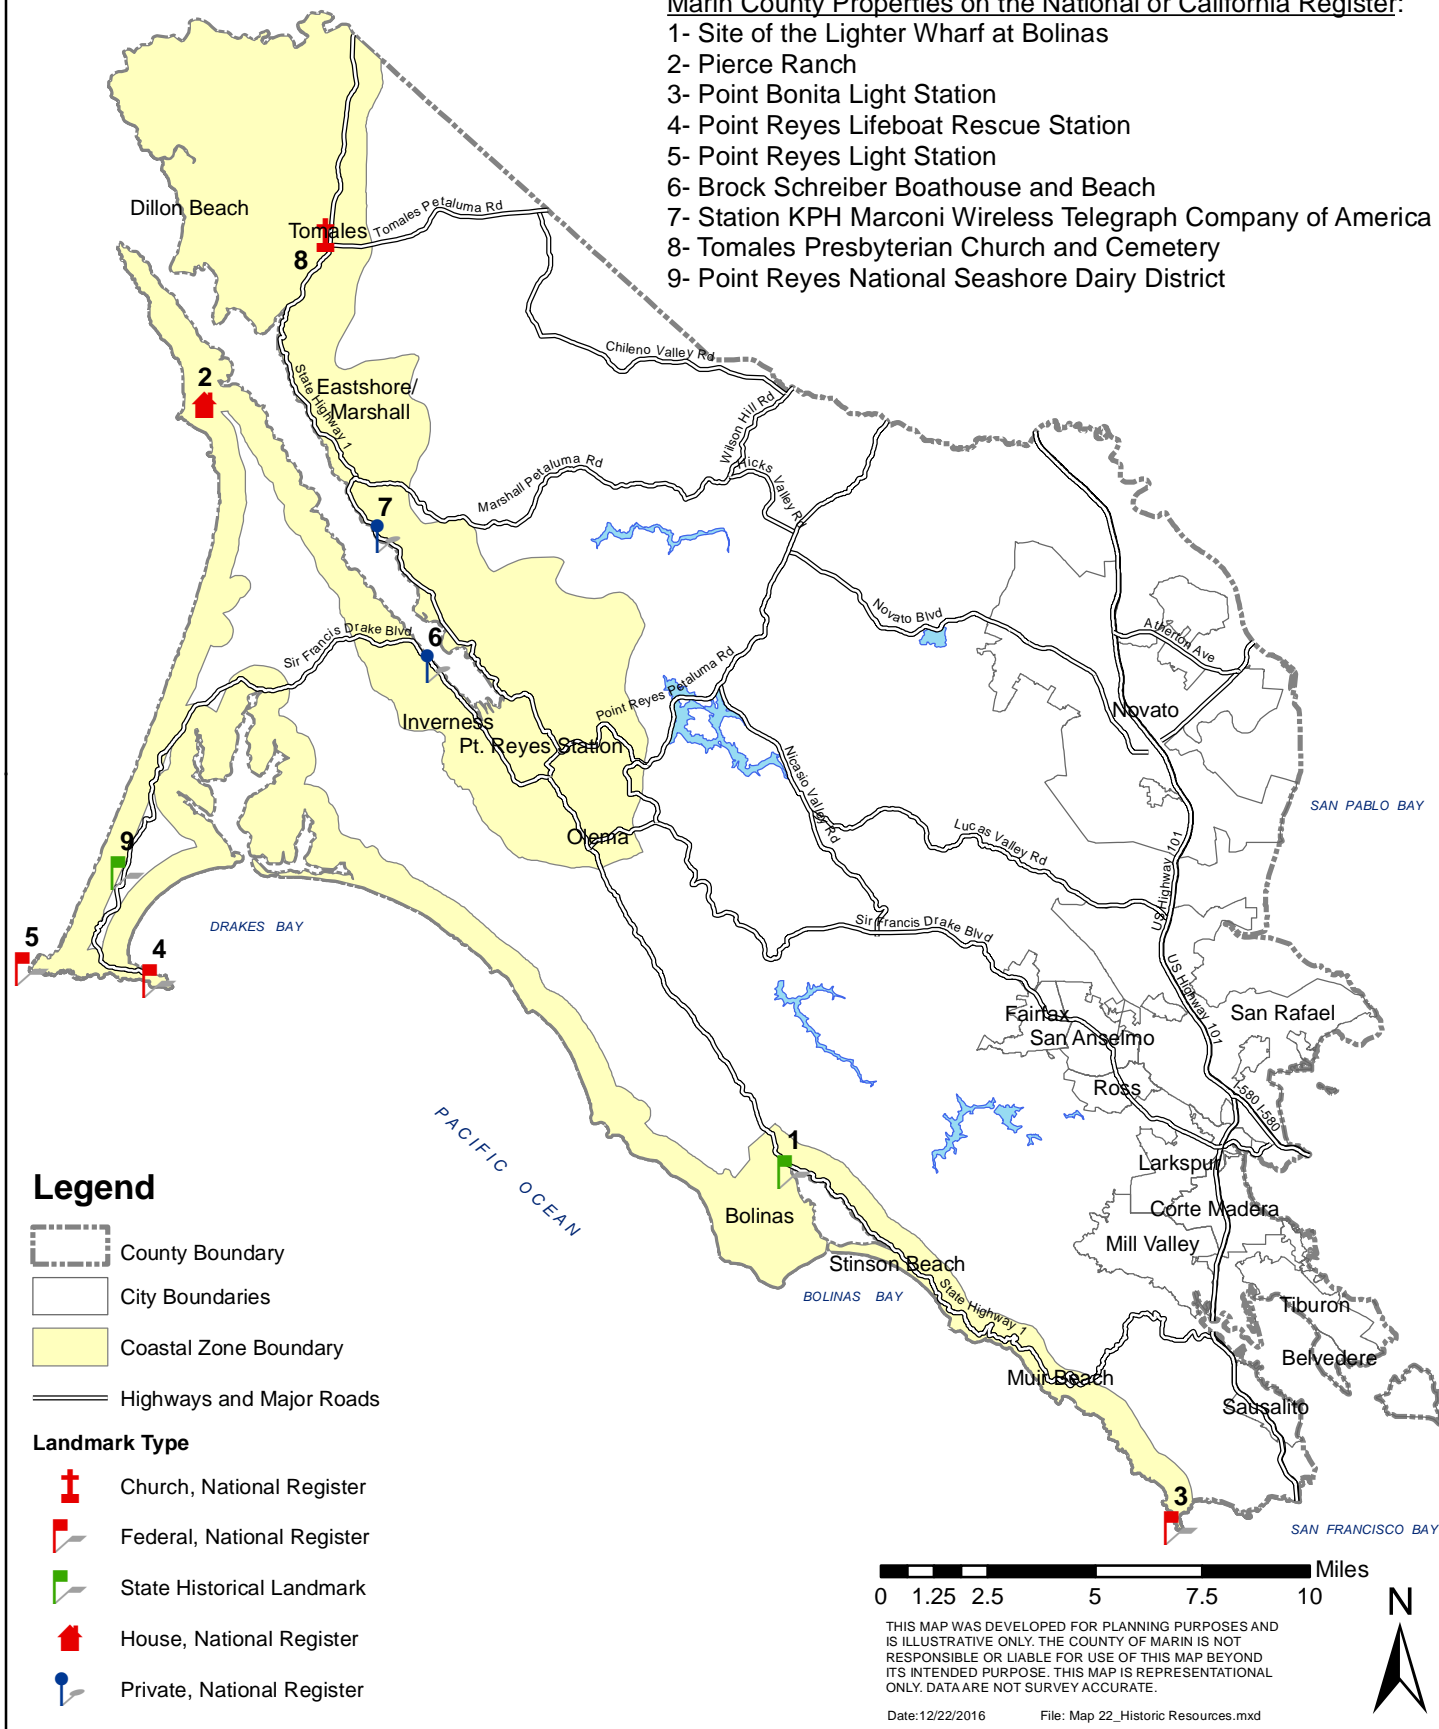 Marin County Properties on the National or California Register:
1- Site of the Lighter Wharf at Bolinas
2- Pierce Ranch
3- Point Bonita Light Station
4- Point Reyes Lifeboat Rescue Station
5- Point Reyes Light Station
6- Brock Schreiber Boathouse and Beach
7- Station KPH Marconi Wireless Telegraph Company of America
8- Tomales Presbyterian Church and Cemetery
9- Point Reyes National Seashore Dairy District
Dillon Beach
Tomales
Tomales Petaluma Rd
8
Chileno Valley Rd
2
State Highway 1
Eastshore/
Marshall
Wilson Hill Rd
Hicks Valley Rd
Marshall Petaluma Rd
7
Novato Blvd
Atherton Ave
Sir Francis Drake Blvd
6
Point Reyes Petaluma Rd
Inverness
Pt. Reyes Station
Novato
Nicasio Valley Rd
SAN PABLO BAY
Lucas Valley Rd
US Highway 101
Olema
9
DRAKES BAY
Sir Francis Drake Blvd
5
4
US Highway 101
Fairfax
San Anselmo
San Rafael
Ross
I-580 I-580
PACIFIC OCEAN
1
Larkspur
Bolinas
Corte Madera
Mill Valley
Stinson Beach
BOLINAS BAY
State Highway 1
Tiburon
Belvedere
Muir Beach
Sausalito
3
SAN FRANCISCO BAY
Legend
County Boundary
City Boundaries
Coastal Zone Boundary
Highways and Major Roads
Landmark Type
Church, National Register
Federal, National Register
State Historical Landmark
House, National Register
Private, National Register
Miles
0 1.25 2.5 5 7.5 10
N
THIS MAP WAS DEVELOPED FOR PLANNING PURPOSES AND
IS ILLUSTRATIVE ONLY. THE COUNTY OF MARIN IS NOT
RESPONSIBLE OR LIABLE FOR USE OF THIS MAP BEYOND
ITS INTENDED PURPOSE. THIS MAP IS REPRESENTATIONAL
ONLY. DATA ARE NOT SURVEY ACCURATE.
Date:12/22/2016 File: Map 22_Historic Resources.mxd